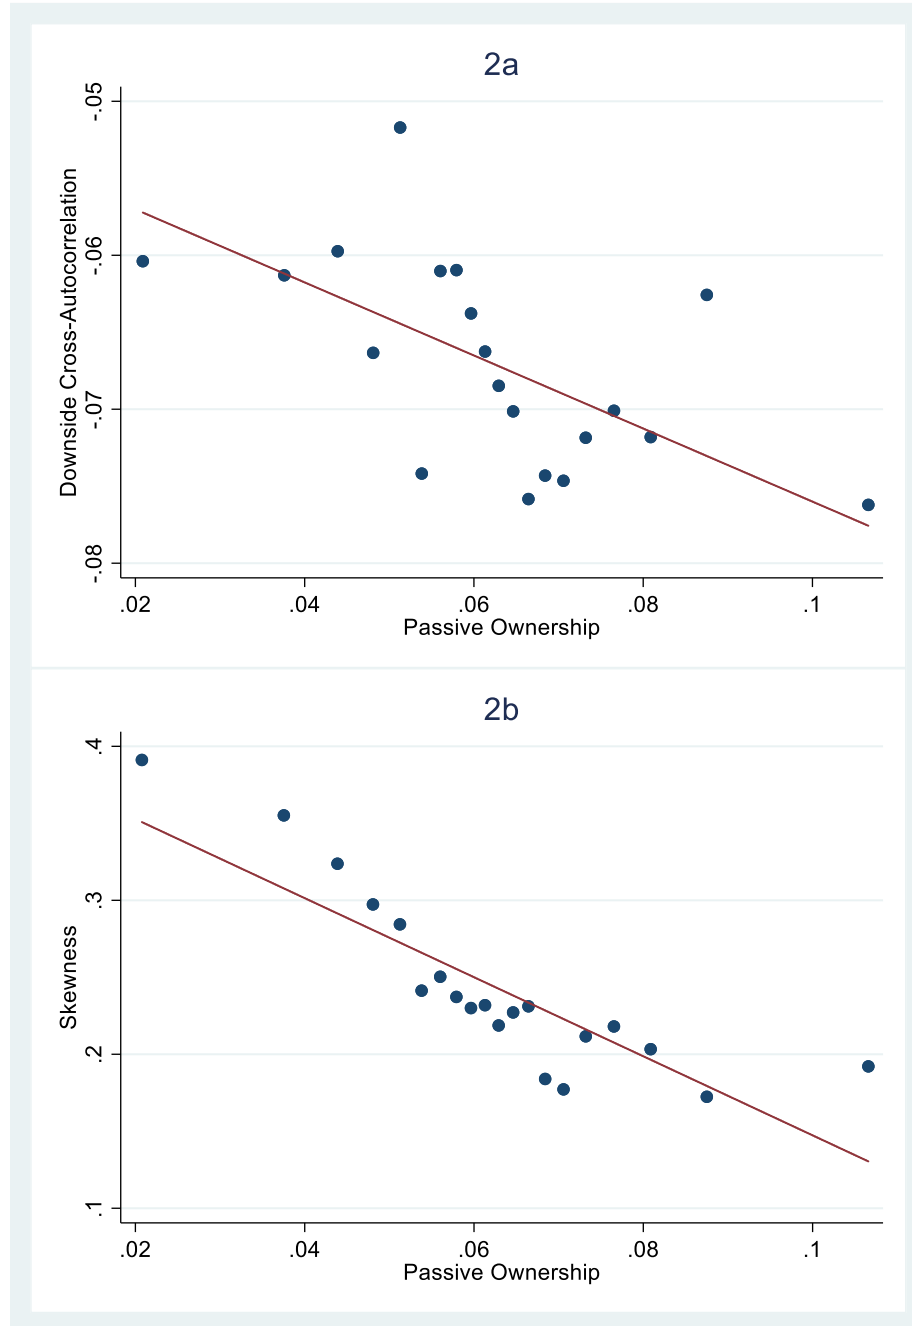 2a
Downside Cross-Autocorrelation
-.05
-.06
-.07
-.08
.02 .04 .06 .08 .1
Passive Ownership
2b
Skewness
.4
.3
.2
.1
.02 .04 .06 .08 .1
Passive Ownership